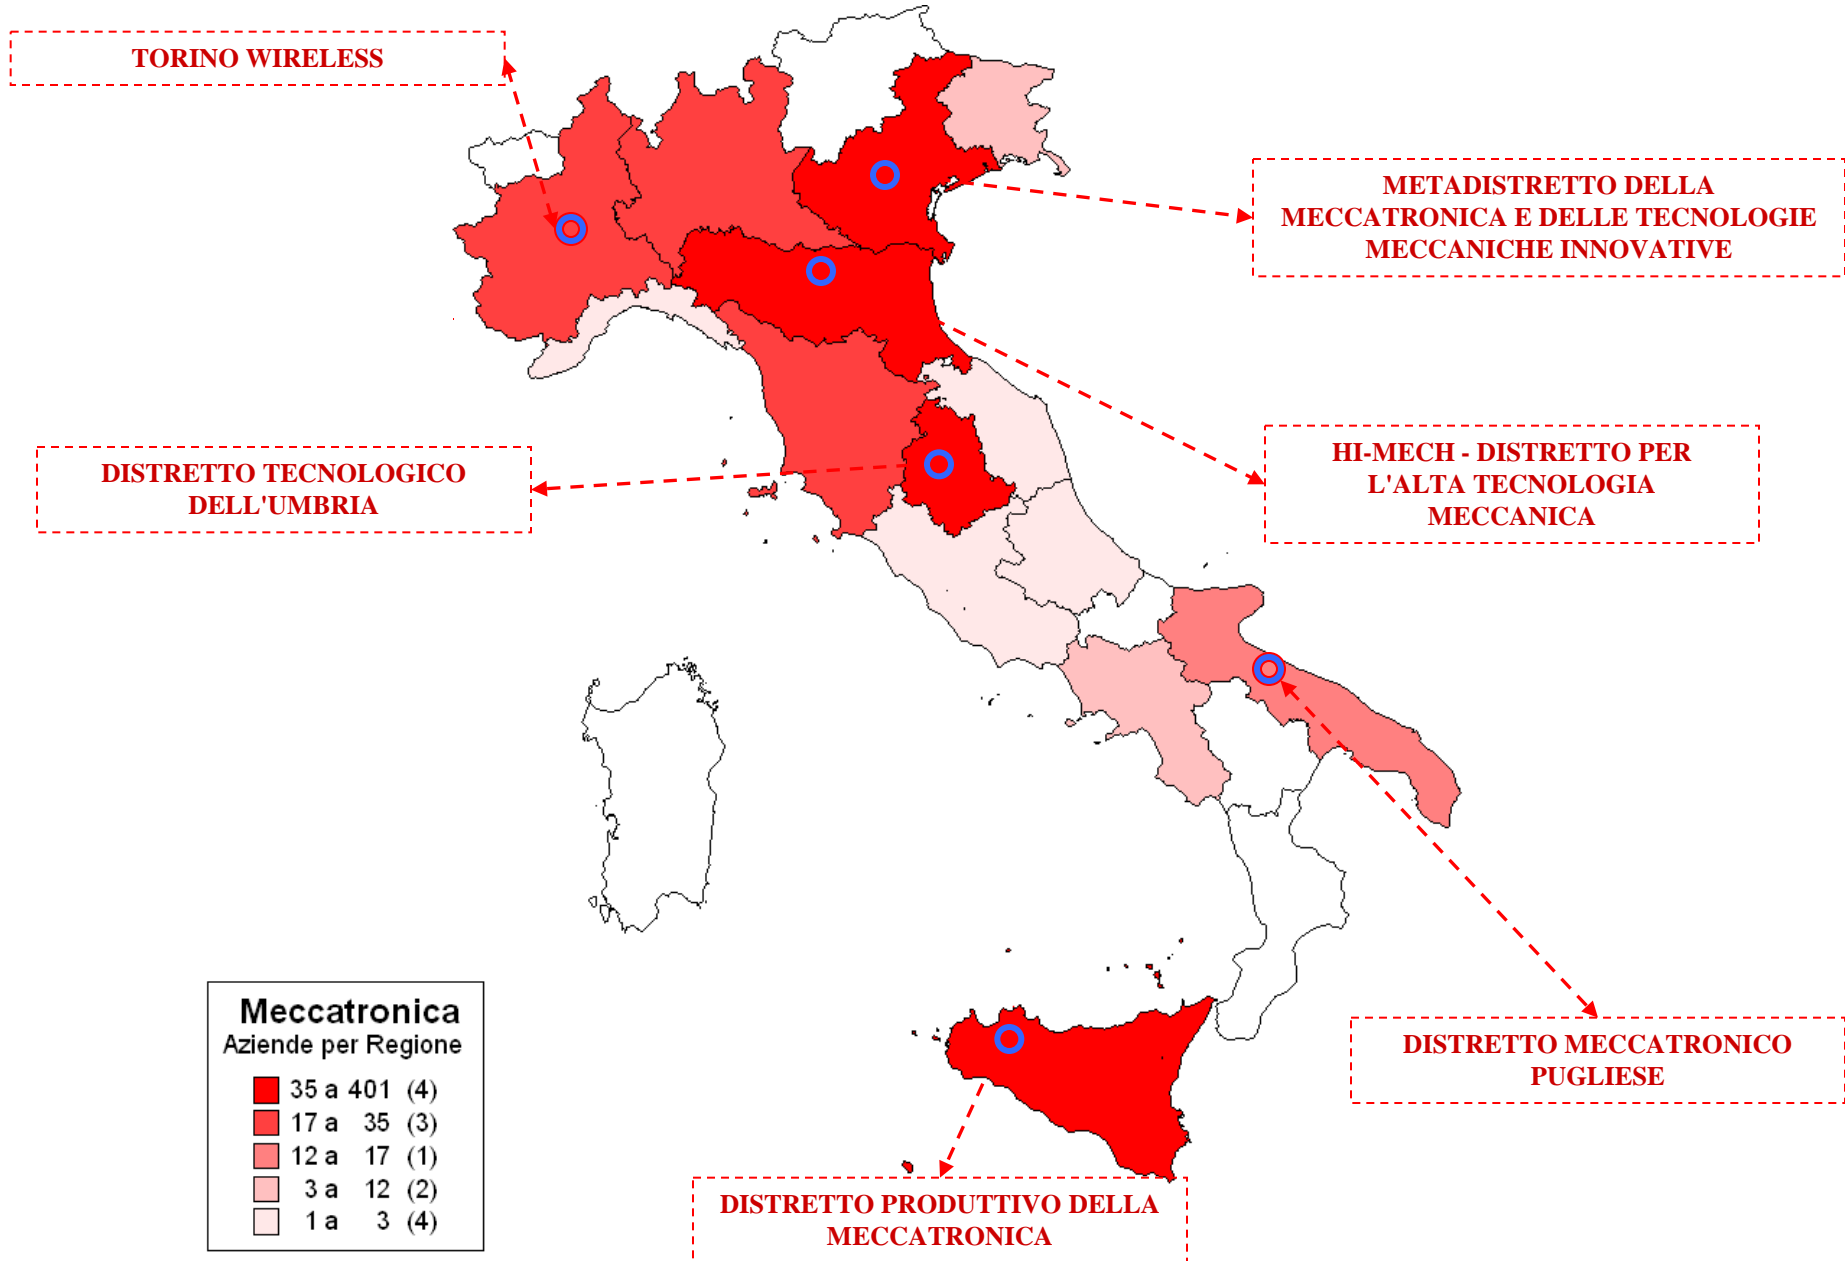 TORINO WIRELESS
METADISTRETTO DELLA
MECCATRONICA E DELLE TECNOLOGIE
MECCANICHE INNOVATIVE
DISTRETTO TECNOLOGICO
DELL'UMBRIA
HI-MECH - DISTRETTO PER
L'ALTA TECNOLOGIA
MECCANICA
DISTRETTO MECCATRONICO
PUGLIESE
DISTRETTO PRODUTTIVO DELLA
MECCATRONICA
Meccatronica
Aziende per Regione
35 a 401 (4)
17 a 35 (3)
12 a 17 (1)
3 a 12 (2)
1 a 3 (4)